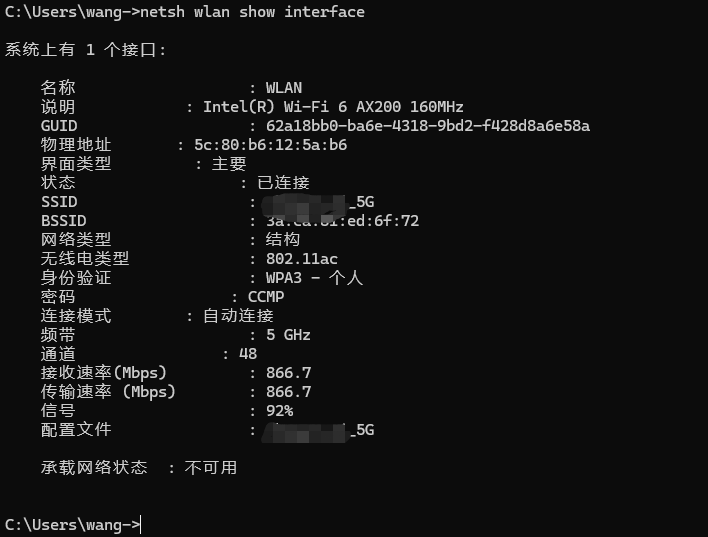 C:\Users\wang->netsh wlan show interface
系统上有 1 个接口:
名称 : WLAN
说明 : Intel(R) Wi-Fi 6 AX200 160MHz
GUID : 62a18bb0-ba6e-4318-9bd2-f428d8a6e58a
物理地址 : 5c:80:b6:12:5a:b6
界面类型 : 主要
状态 : 已连接
SSID : _5G
BSSID : :ed:6f:72
网络类型 : 结构
无线电类型 : 802.11ac
身份验证 : WPA3 - 个人
密码 : CCMP
连接模式 : 自动连接
频带 : 5 GHz
通道 : 48
接收速率(Mbps) : 866.7
传输速率 (Mbps) : 866.7
信号 : 92%
配置文件 : _5G
承载网络状态 : 不可用
C:\Users\wang->